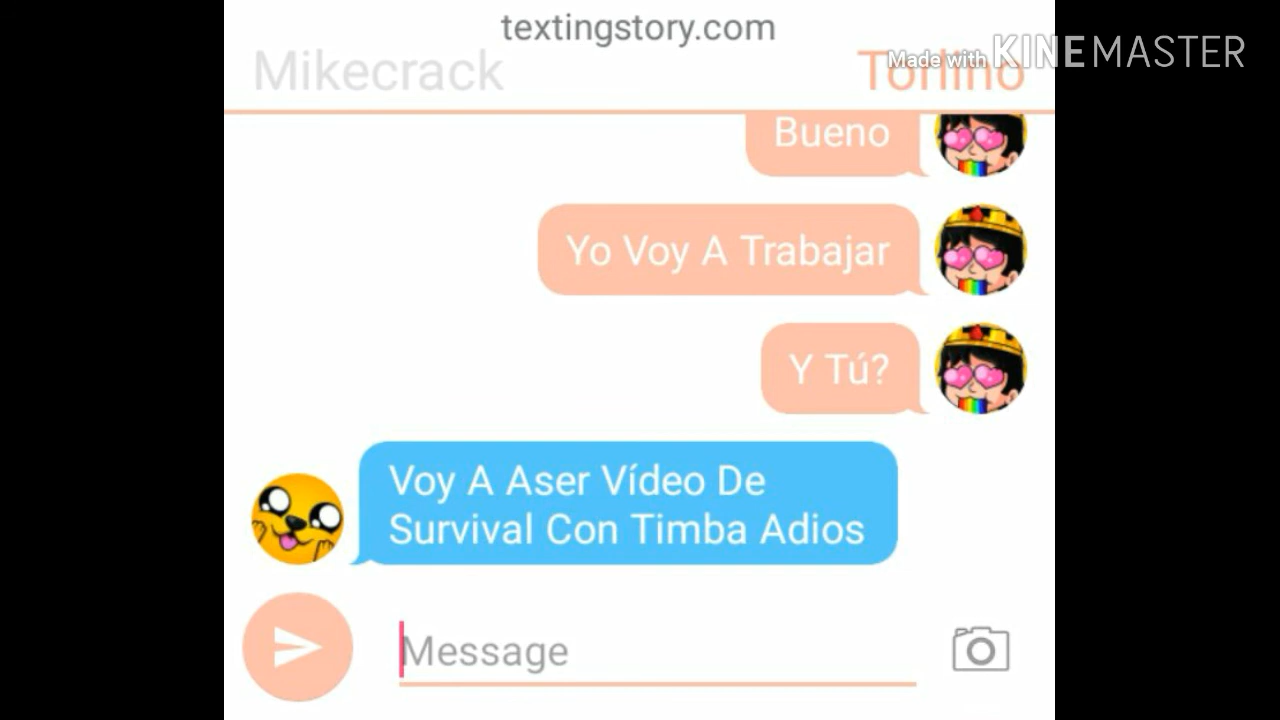 textingstory.com
Mikecrack
Made with KINEMASTER
Bueno
Yo Voy A Trabajar
Y Tú?
Voy A Aser Vídeo De
Survival Con Timba Adios
Message